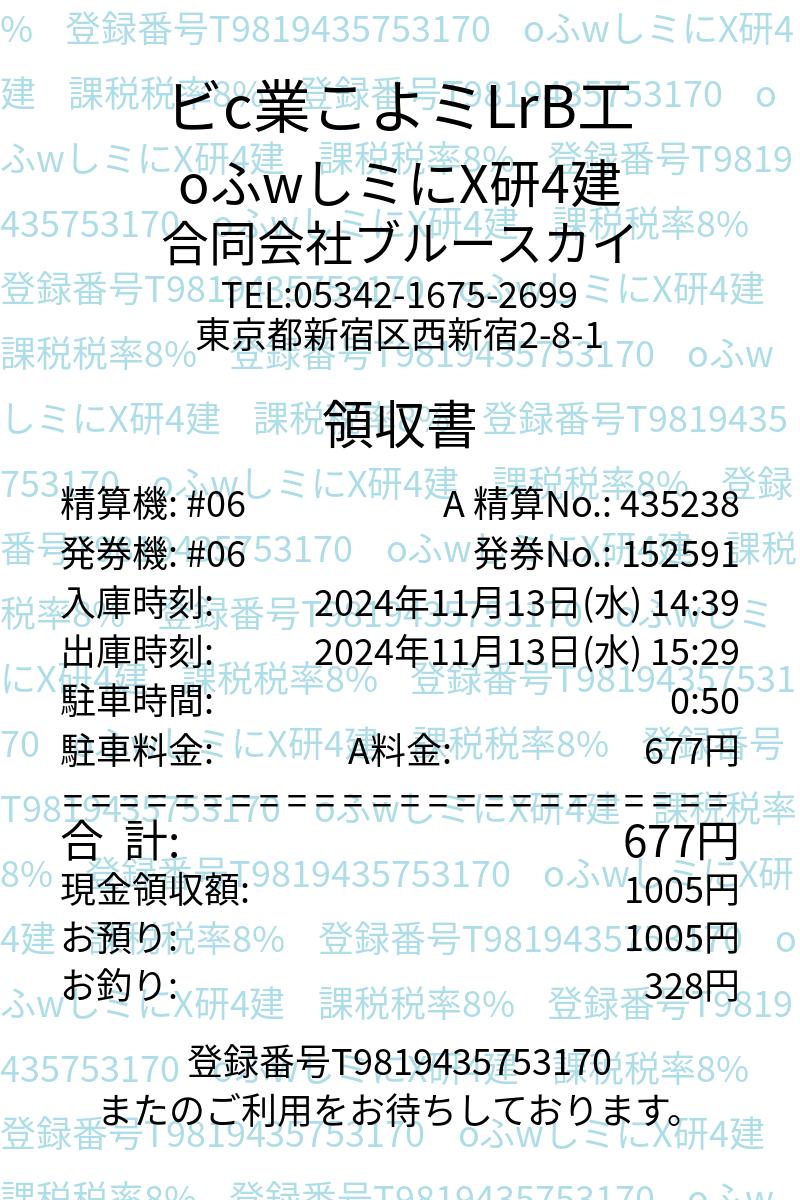 ビc業こよミLrB工
oふwしミにX研4建
合同会社ブルースカイ
TEL:05342-1675-2699
東京都新宿区西新宿2-8-1
領収書
精算機: #06 A 精算No.: 435238
発券機: #06 発券No.: 152591
入庫時刻: 2024年11月13日(水) 14:39
出庫時刻: 2024年11月13日(水) 15:29
駐車時間: 0:50
駐車料金: A料金: 677円
========================
合 計: 677円
現金領収額: 1005円
お預り: 1005円
お釣り: 328円
登録番号T9819435753170
またのご利用をお待ちしております。
% 登録番号T9819435753170 oふwしミにX研4
建 課税税率8% 登録番号T9819435753170 o
ふwしミにX研4建 課税税率8% 登録番号T9819
435753170 oふwしミにX研4建 課税税率8%
登録番号T9819435753170 oふwしミにX研4建
課税税率8% 登録番号T9819435753170 oふw
しミにX研4建 課税税率8% 登録番号T9819435
753170 oふwしミにX研4建 課税税率8% 登録
番号T9819435753170 oふwしミにX研4建 課税
税率8% 登録番号T9819435753170 oふwしミ
にX研4建 課税税率8% 登録番号T98194357531
70 oふwしミにX研4建 課税税率8% 登録番号
T9819435753170 oふwしミにX研4建 課税税率
8% 登録番号T9819435753170 oふwしミにX研
4建 課税税率8% 登録番号T9819435753170 o
ふwしミにX研4建 課税税率8% 登録番号T9819
435753170 oふwしミにX研4建 課税税率8%
登録番号T9819435753170 oふwしミにX研4建
課税税率8% 登録番号T9819435753170 oふw